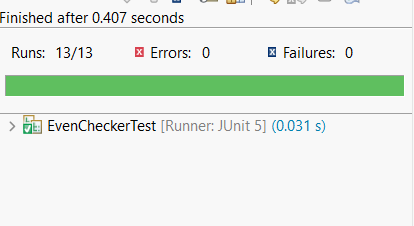 Finished after 0.407 seconds
Runs: 13/13 Errors: 0 Failures: 0
EvenCheckerTest [Runner: JUnit 5] (0.031 s)